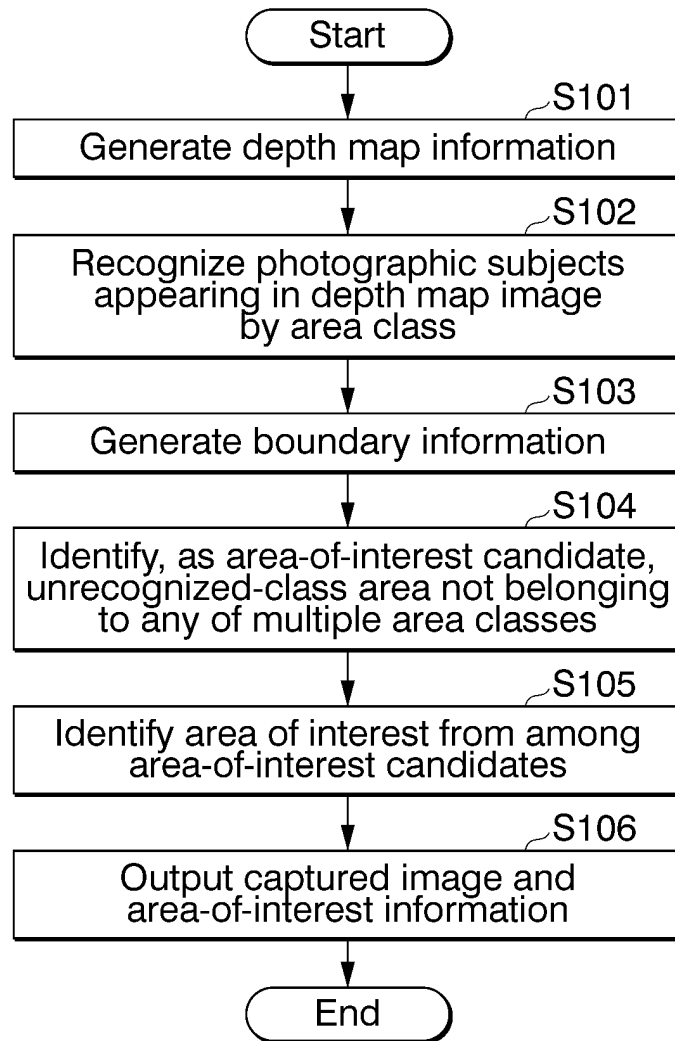 Start
S101
Generate depth map information
S102
Recognize photographic subjects
appearing in depth map image
by area class
S103
Generate boundary information
S104
Identify, as area-of-interest candidate,
unrecognized-class area not belonging
to any of multiple area classes
S105
Identify area of interest from among
area-of-interest candidates
S106
Output captured image and
area-of-interest information
End